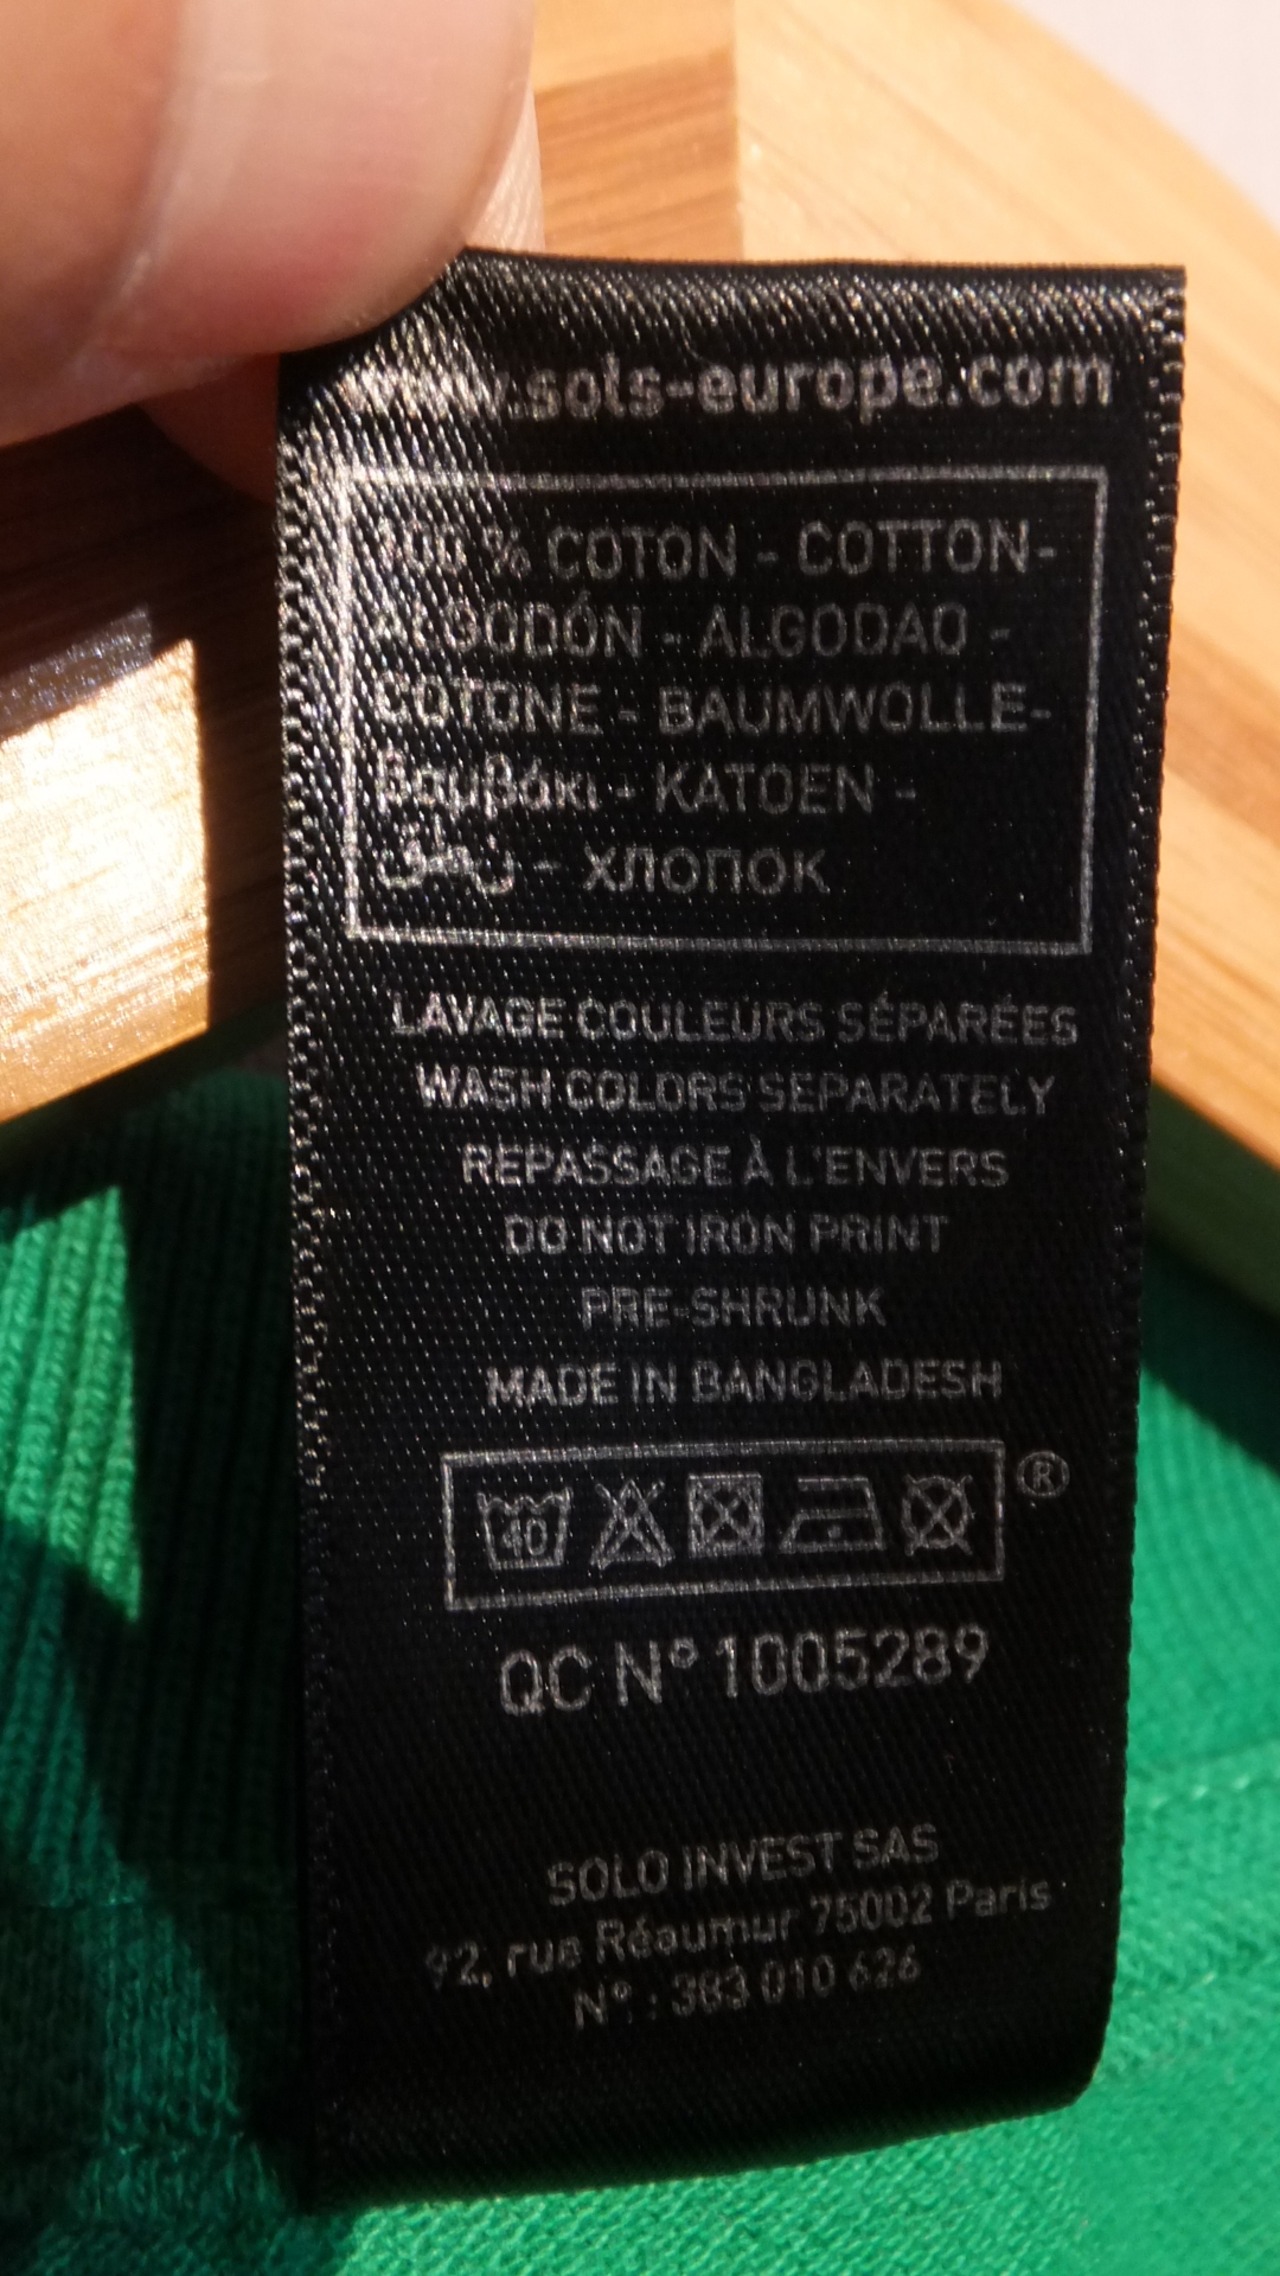 www.sols-europe.com
100 % COTON - COTTON-
ALGODÓN - ALGODAO -
COTONE - BAUMWOLLE-
βαμβάκι - KATOEN -
- ХЛОПОК
LAVAGE COULEURS SÉPARÉES
WASH COLORS SEPARATELY
REPASSAGE À L'ENVERS
DO NOT IRON PRINT
PRE-SHRUNK
MADE IN BANGLADESH
40
®
QC N° 1005289
SOLO INVEST SAS
92, rue Réaumur 75002 Paris
N° : 383 010 626